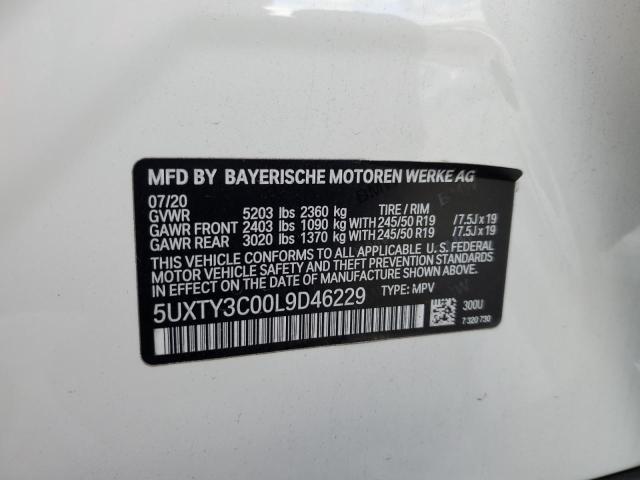 MFD BY BAYERISCHE MOTOREN WERKE AG
07/20
GVWR 5203 lbs 2360 kg TIRE / RIM
GAWR FRONT 2403 lbs 1090 kg WITH 245/50 R19 /7.5J x 19
GAWR REAR 3020 lbs 1370 kg WITH 245/50 R19 /7.5J x 19
THIS VEHICLE CONFORMS TO ALL APPLICABLE U.S. FEDERAL
MOTOR VEHICLE SAFETY AND THEFT PREVENTION STANDARDS
IN EFFECT ON THE DATE OF MANUFACTURE SHOWN ABOVE.
5UXTY3C00L9D46229 TYPE: MPV
300U
7 320 730